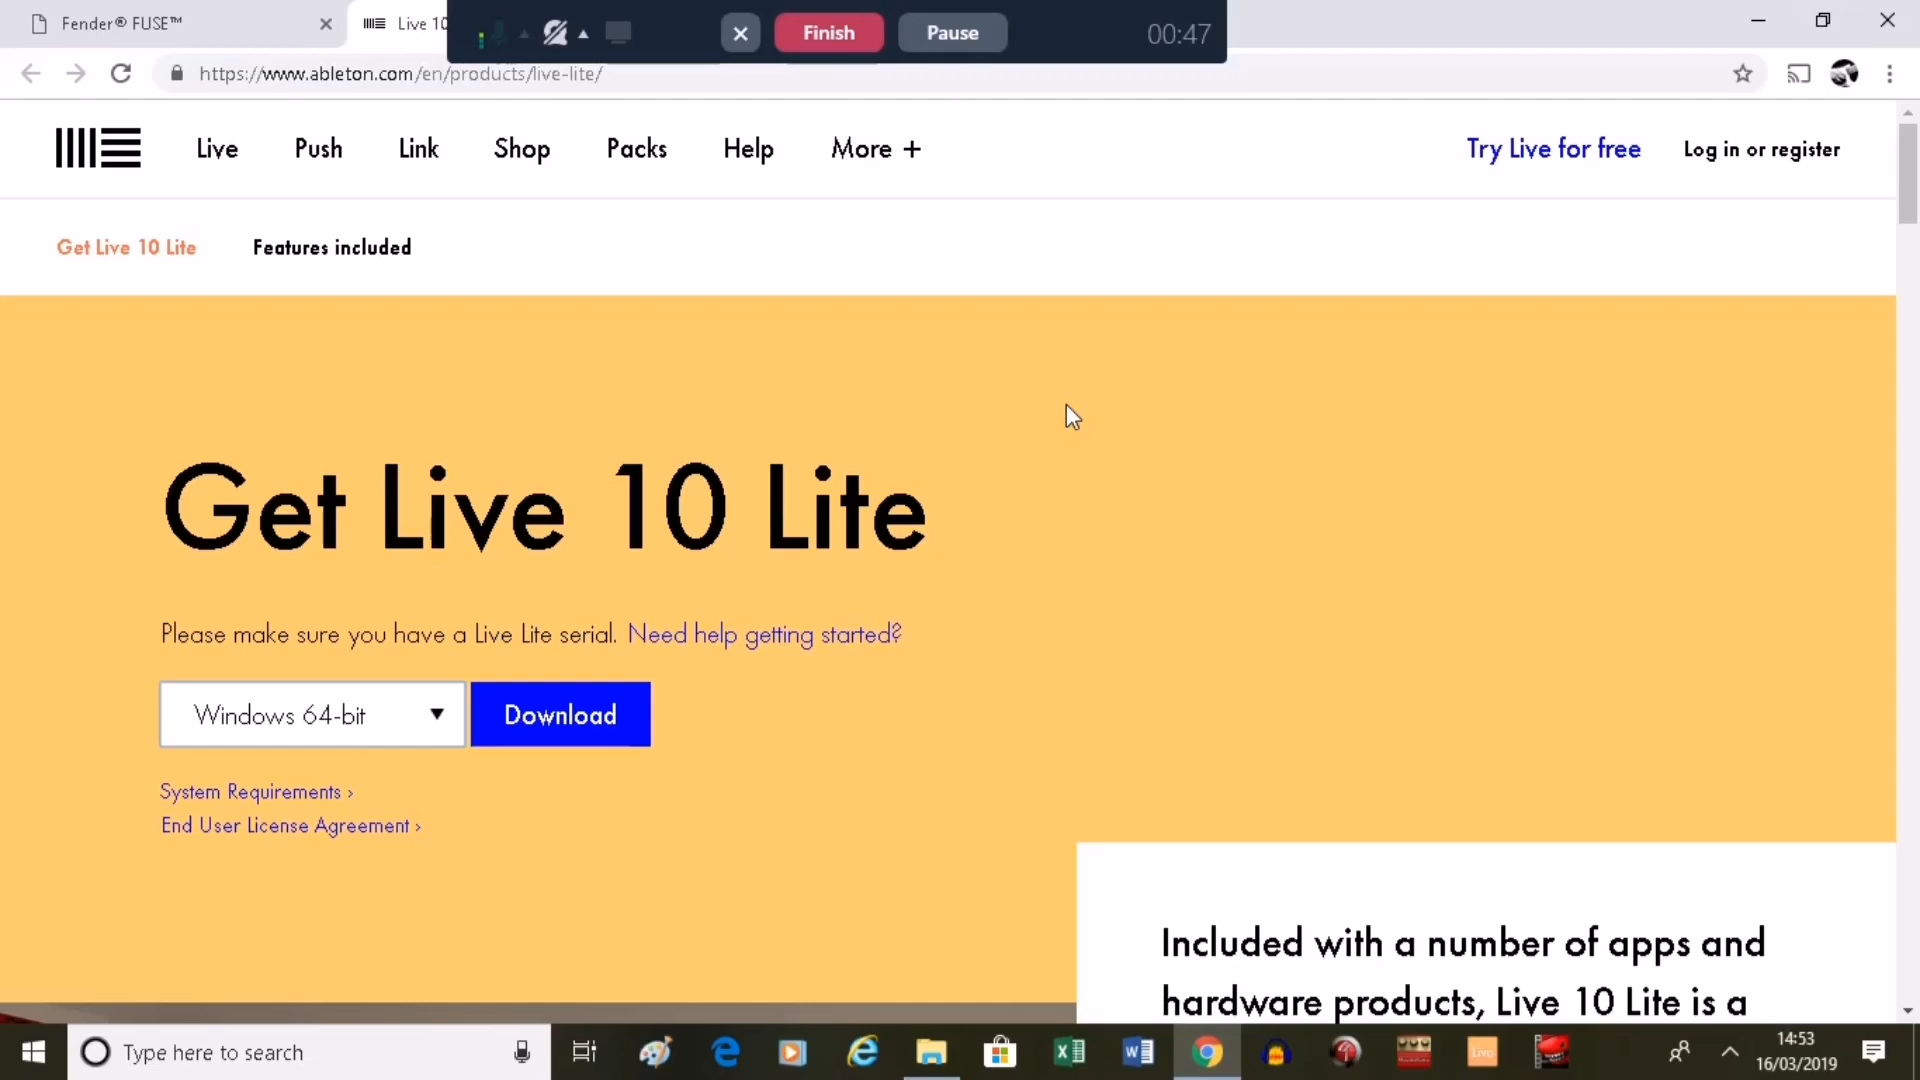 Fender® FUSE™
Live 10
Finish
Pause
00:47
https://www.ableton.com/en/products/live-lite/
Live
Push
Link
Shop
Packs
Help
More +
Try Live for free
Log in or register
Get Live 10 Lite
Features included
Get Live 10 Lite
Please make sure you have a Live Lite serial. Need help getting started?
Windows 64-bit
Download
System Requirements ›
End User License Agreement ›
Included with a number of apps and
hardware products, Live 10 Lite is a
Type here to search
Live
14:53
16/03/2019